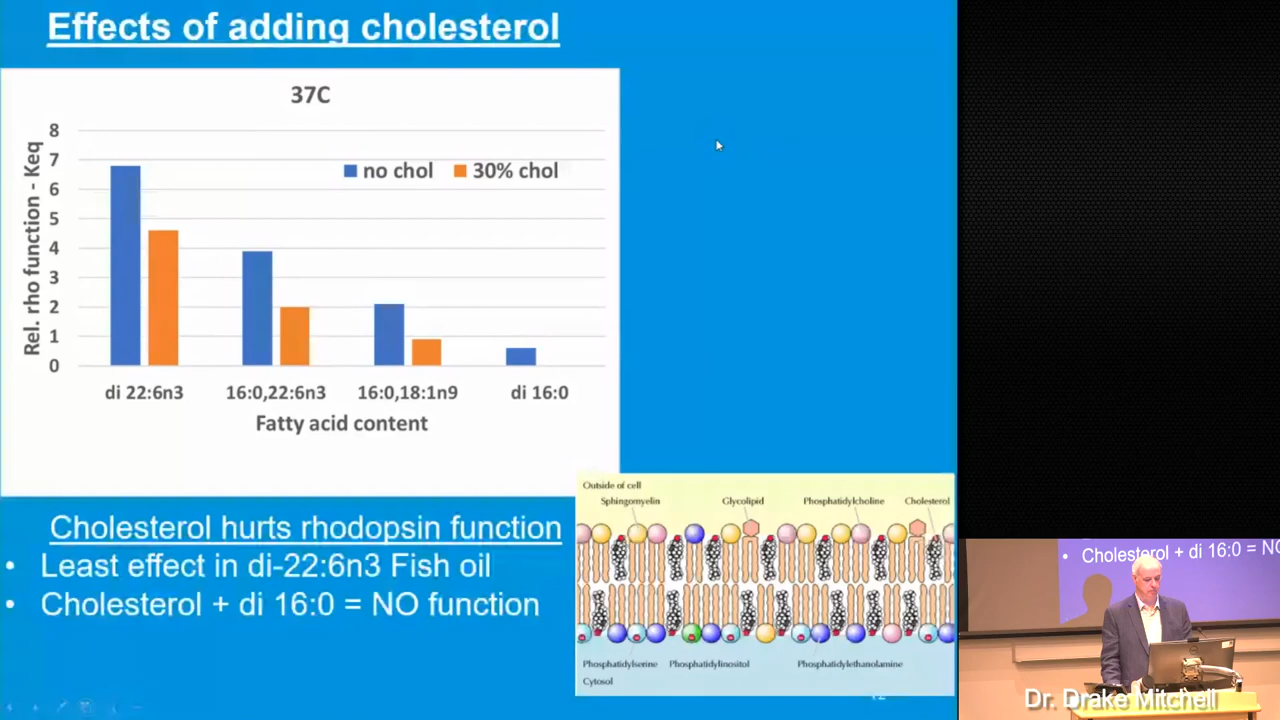 Effects of adding cholesterol
37C
8
7
6
5
4
3
2
1
0
Rel. rho function - Keq
no chol 30% chol
di 22:6n3 16:0,22:6n3 16:0,18:1n9 di 16:0
Fatty acid content
Cholesterol hurts rhodopsin function
• Least effect in di-22:6n3 Fish oil
• Cholesterol + di 16:0 = NO function
Outside of cell
Sphingomyelin Glycolipid Phosphatidylcholine Cholesterol
Phosphatidylserine Phosphatidylinositol Phosphatidylethanolamine
Cytosol
• Cholesterol + di 16:0 = NO
Dr. Drake Mitchell